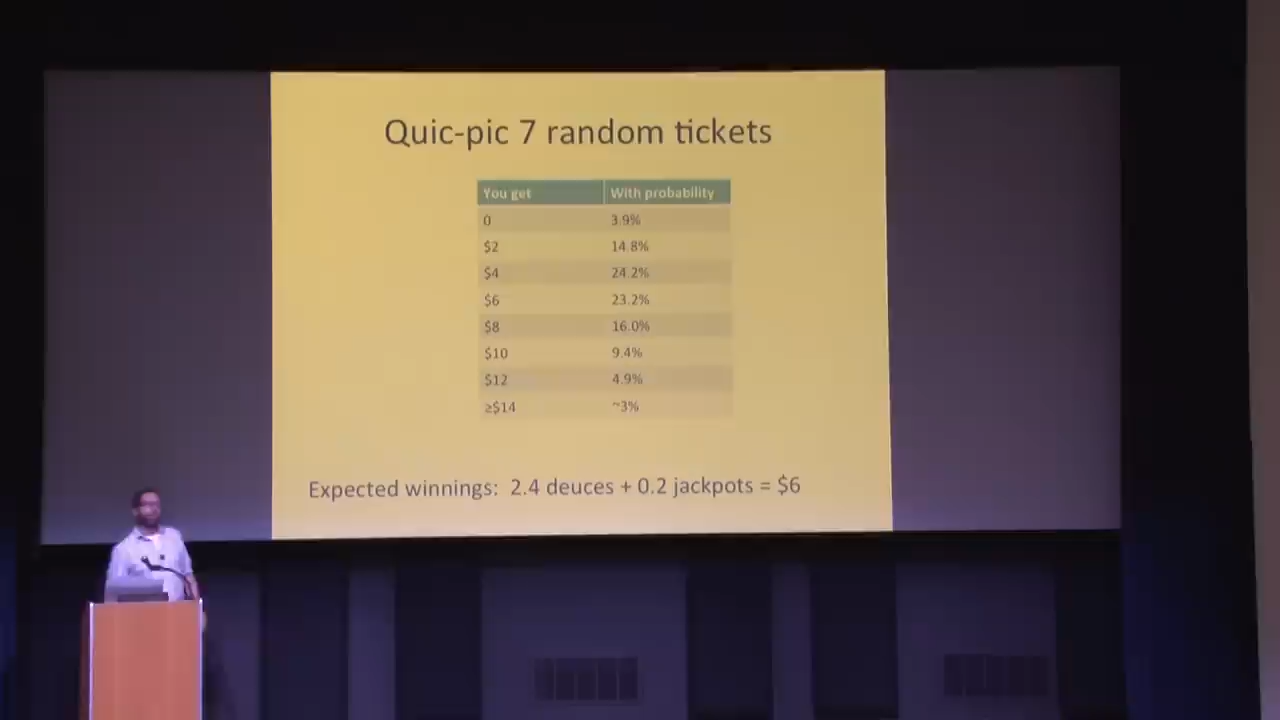 Quic-pic 7 random tickets
You get With probability
0 3.9%
$2 14.8%
$4 24.2%
$6 23.2%
$8 16.0%
$10 9.4%
$12 4.9%
≥$14 ~3%
Expected winnings: 2.4 deuces + 0.2 jackpots = $6